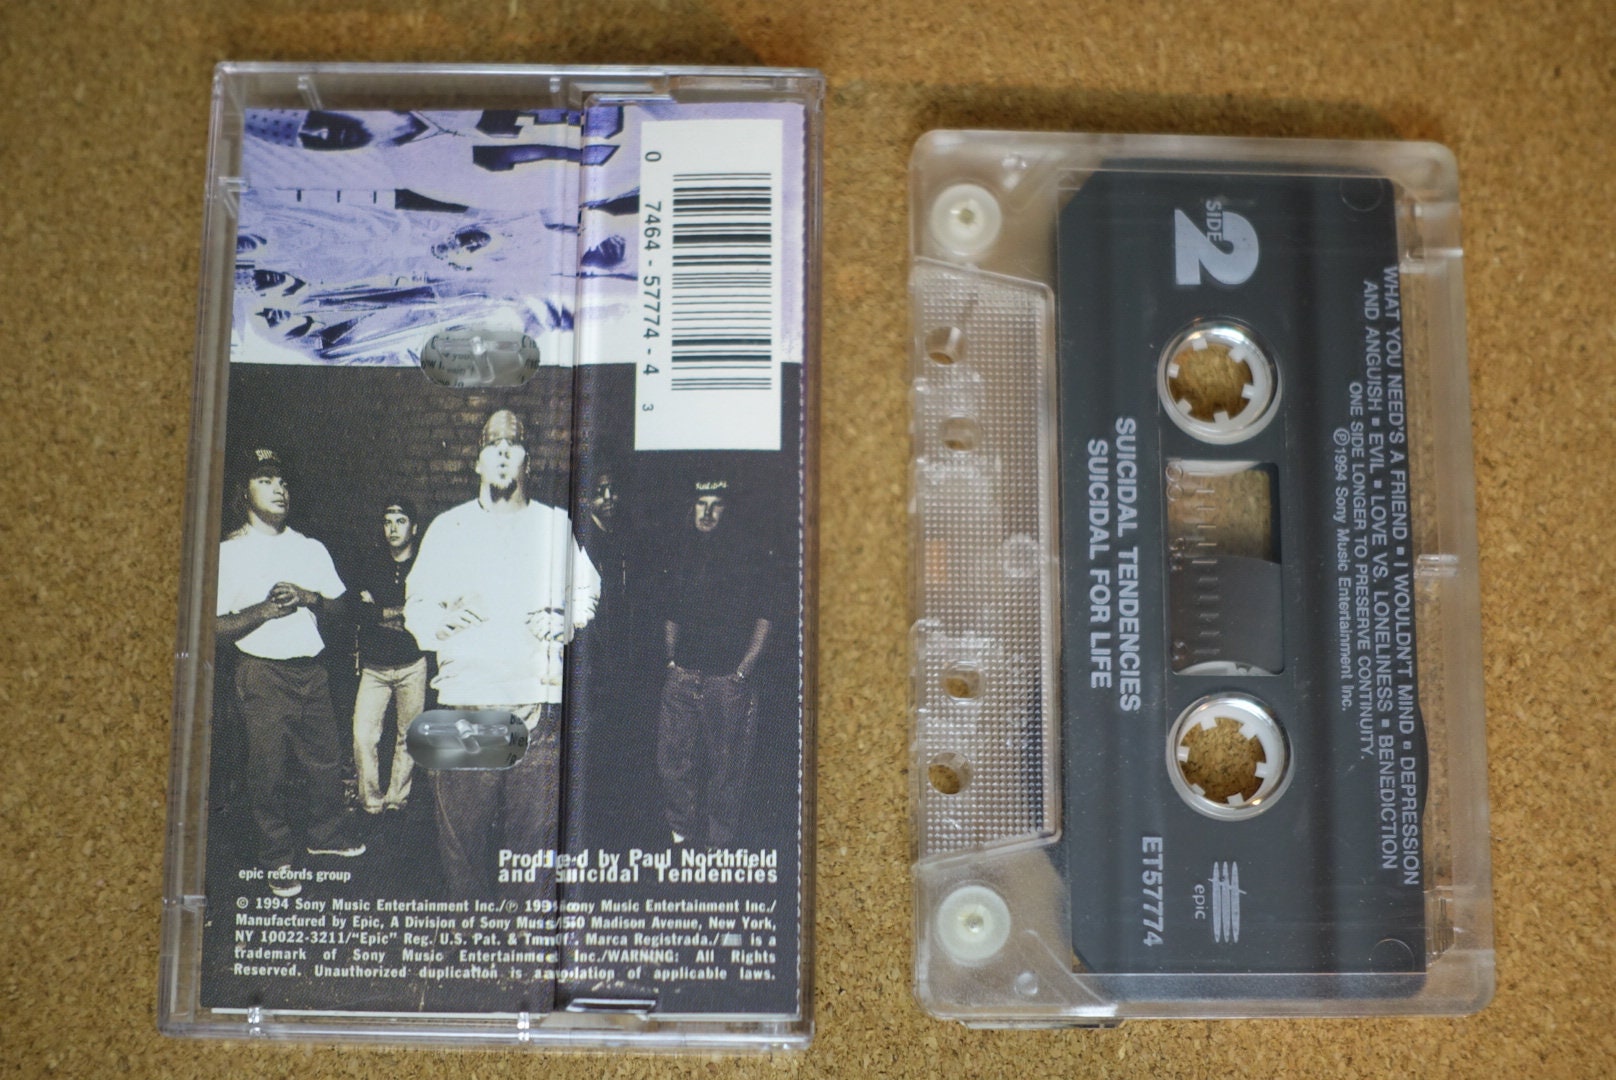 0 7464-57774-4 3
epic records group
Produced by Paul Northfield
and Suicidal Tendencies
© 1994 Sony Music Entertainment Inc./℗ 1994 Sony Music Entertainment Inc./
Manufactured by Epic, A Division of Sony Music/550 Madison Avenue, New York,
NY 10022-3211/"Epic" Reg. U.S. Pat. & Tm. Off. Marca Registrada./ is a
trademark of Sony Music Entertainment Inc./WARNING: All Rights
Reserved. Unauthorized duplication is a violation of applicable laws.
SIDE
2
WHAT YOU NEED'S A FRIEND ▪ I WOULDN'T MIND ▪ DEPRESSION
AND ANGUISH ▪ EVIL ▪ LOVE VS. LONELINESS ▪ BENEDICTION
ONE SIDE LONGER TO PRESERVE CONTINUITY.
℗1994 Sony Music Entertainment Inc.
SUICIDAL TENDENCIES
SUICIDAL FOR LIFE
epic
ET57774